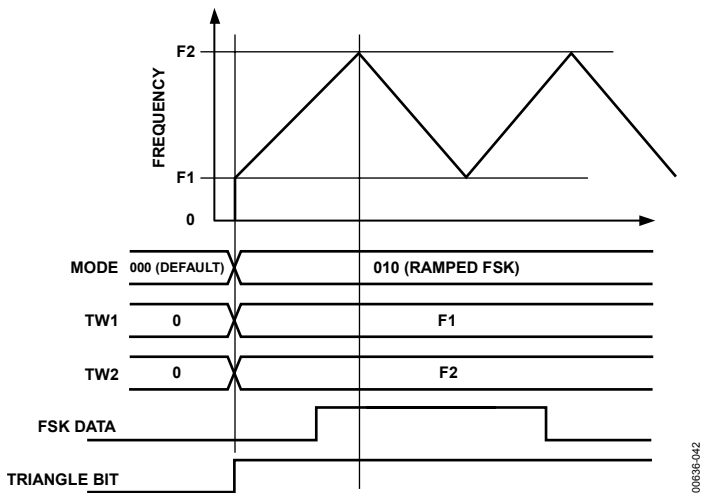 F2
FREQUENCY
F1
0
MODE 000 (DEFAULT) 010 (RAMPED FSK)
TW1 0 F1
TW2 0 F2
FSK DATA
TRIANGLE BIT
00636-042